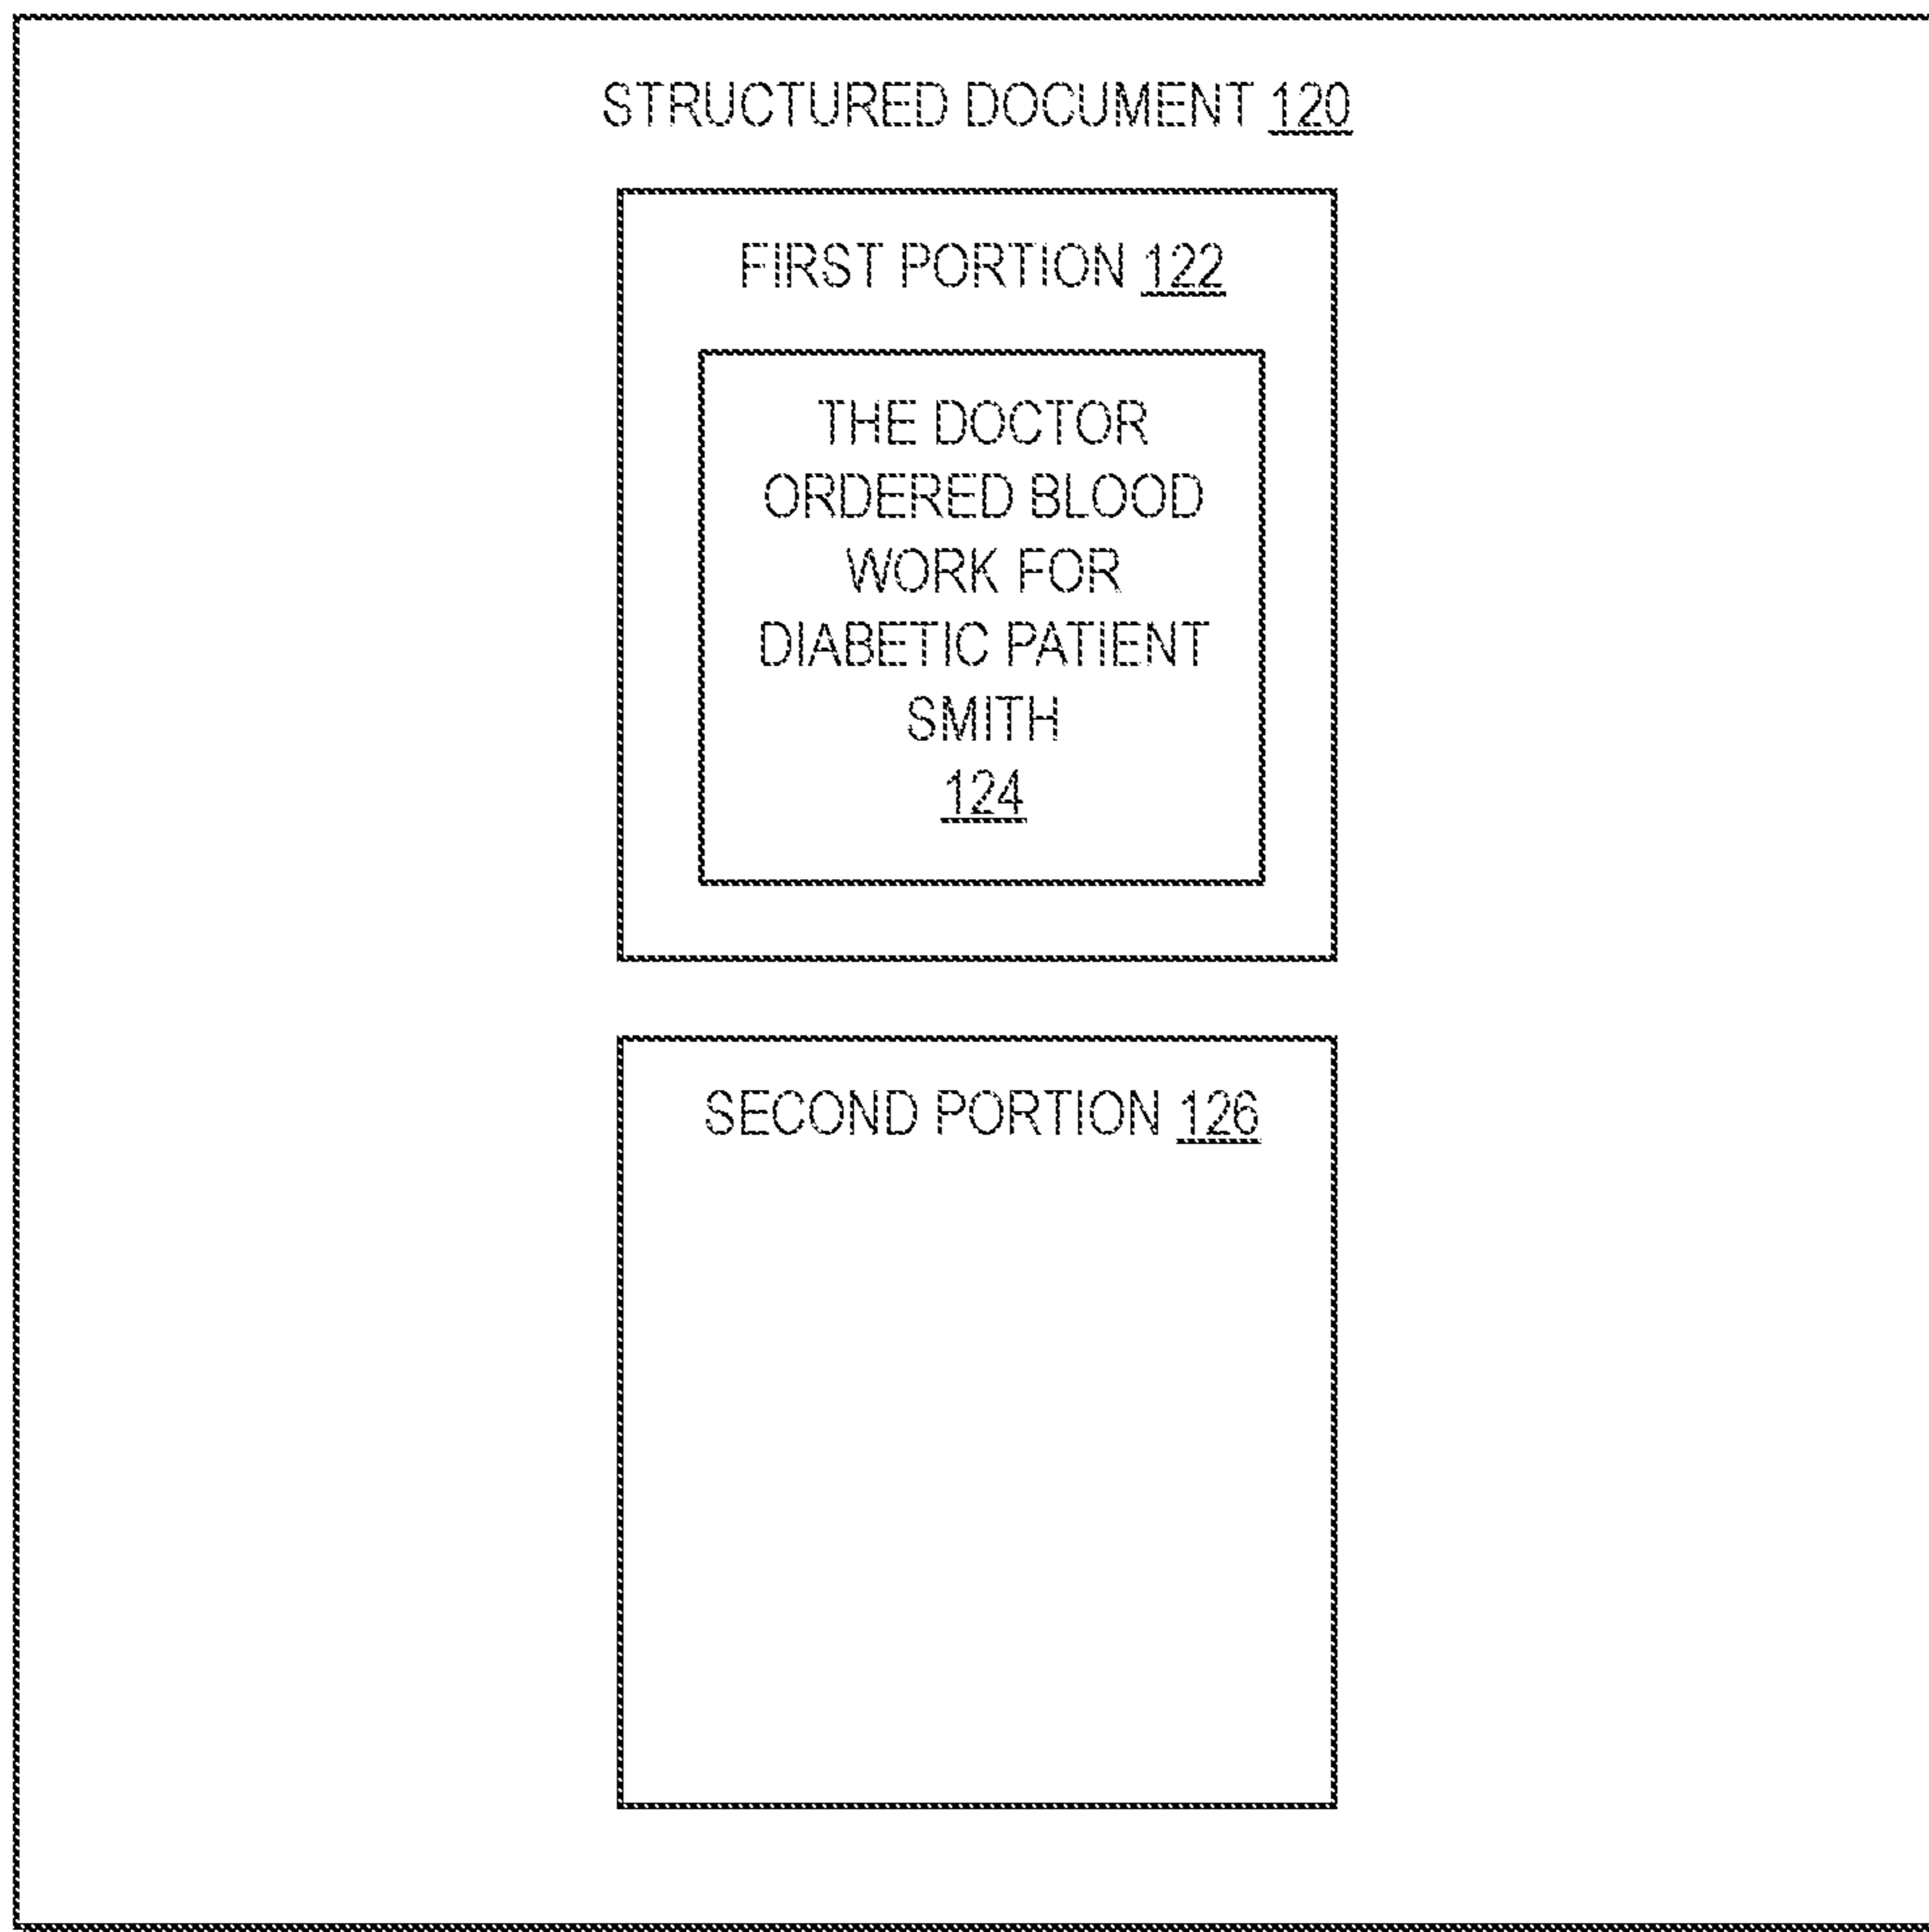 STRUCTURED DOCUMENT 120
FIRST PORTION 122
THE DOCTOR
ORDERED BLOOD
WORK FOR
DIABETIC PATIENT
SMITH
124
SECOND PORTION 126